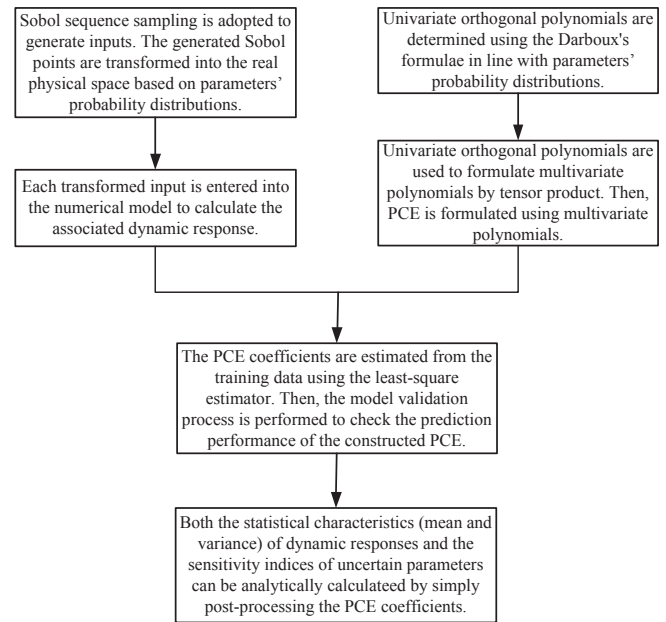 Sobol sequence sampling is adopted to
generate inputs. The generated Sobol
points are transformed into the real
physical space based on parameters'
probability distributions.
Univariate orthogonal polynomials are
determined using the Darboux's
formulae in line with parameters'
probability distributions.
Each transformed input is entered into
the numerical model to calculate the
associated dynamic response.
Univariate orthogonal polynomials are
used to formulate multivariate
polynomials by tensor product. Then,
PCE is formulated using multivariate
polynomials.
The PCE coefficients are estimated from the
training data using the least-square
estimator. Then, the model validation
process is performed to check the prediction
performance of the constructed PCE.
Both the statistical characteristics (mean and
variance) of dynamic responses and the
sensitivity indices of uncertain parameters
can be analytically calculateed by simply
post-processing the PCE coefficients.